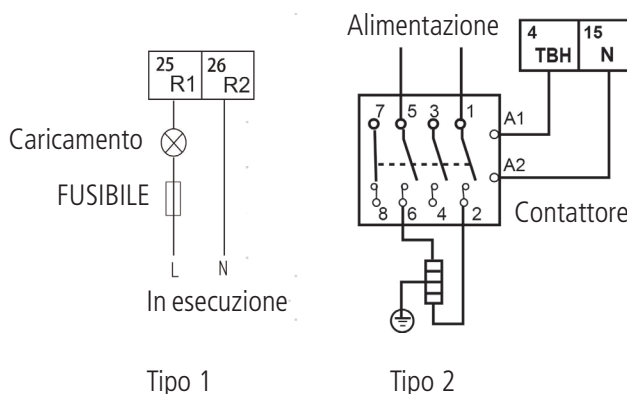 25 26
R1 R2
Caricamento
FUSIBILE
L N
In esecuzione
Tipo 1
Alimentazione
4 15
TBH N
7 5 3 1
A1
A2
8 6 4 2
Contattore
Tipo 2